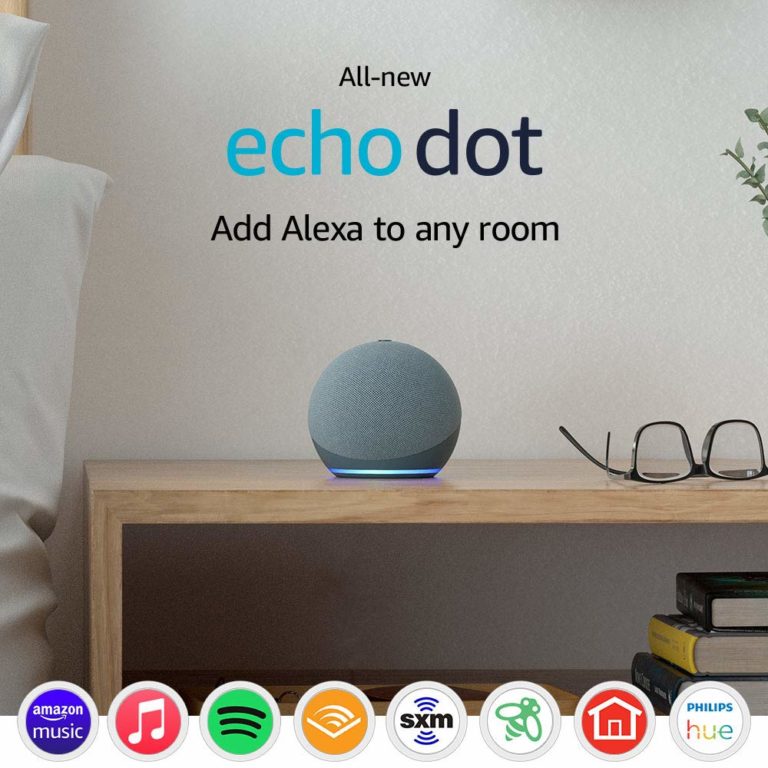 All-new
echo dot
Add Alexa to any room
amazon
music
sxm
PHILIPS
hue